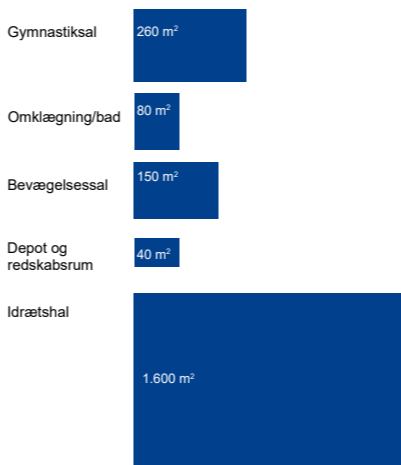 Gymnastiksal
260 m²
Omklægning/bad
80 m²
Bevægelsessal
150 m²
Depot og
redskabsrum
40 m²
Idrætshal
1.600 m²